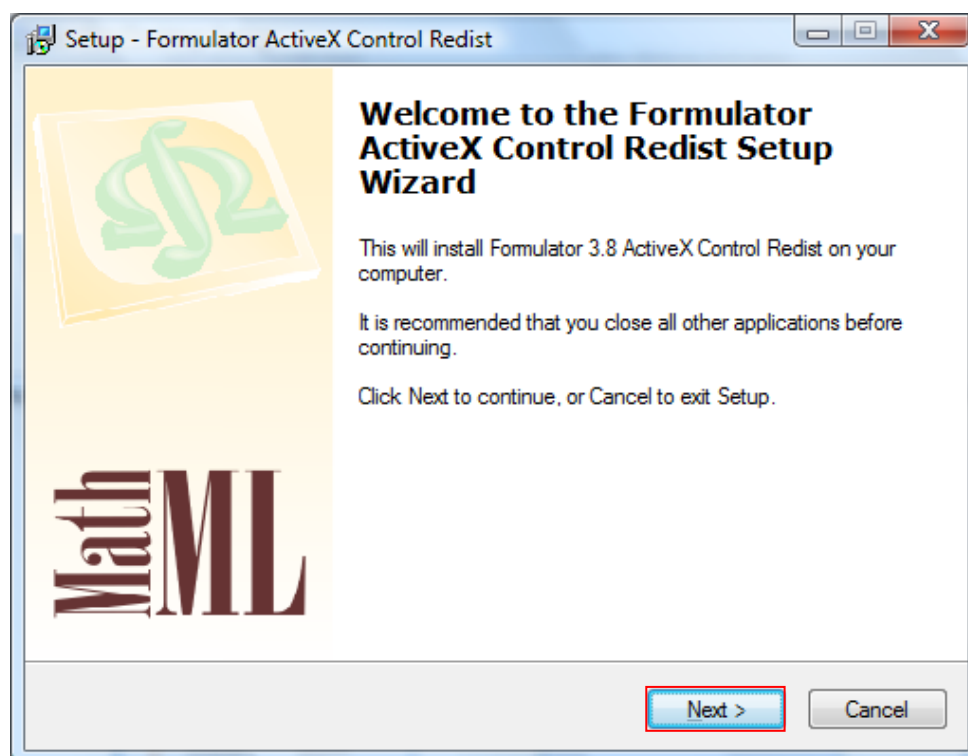 Setup - Formulator ActiveX Control Redist
Welcome to the Formulator
ActiveX Control Redist Setup
Wizard
This will install Formulator 3.8 ActiveX Control Redist on your
computer.
It is recommended that you close all other applications before
continuing.
Click Next to continue, or Cancel to exit Setup.
Math
ML
Next >
Cancel